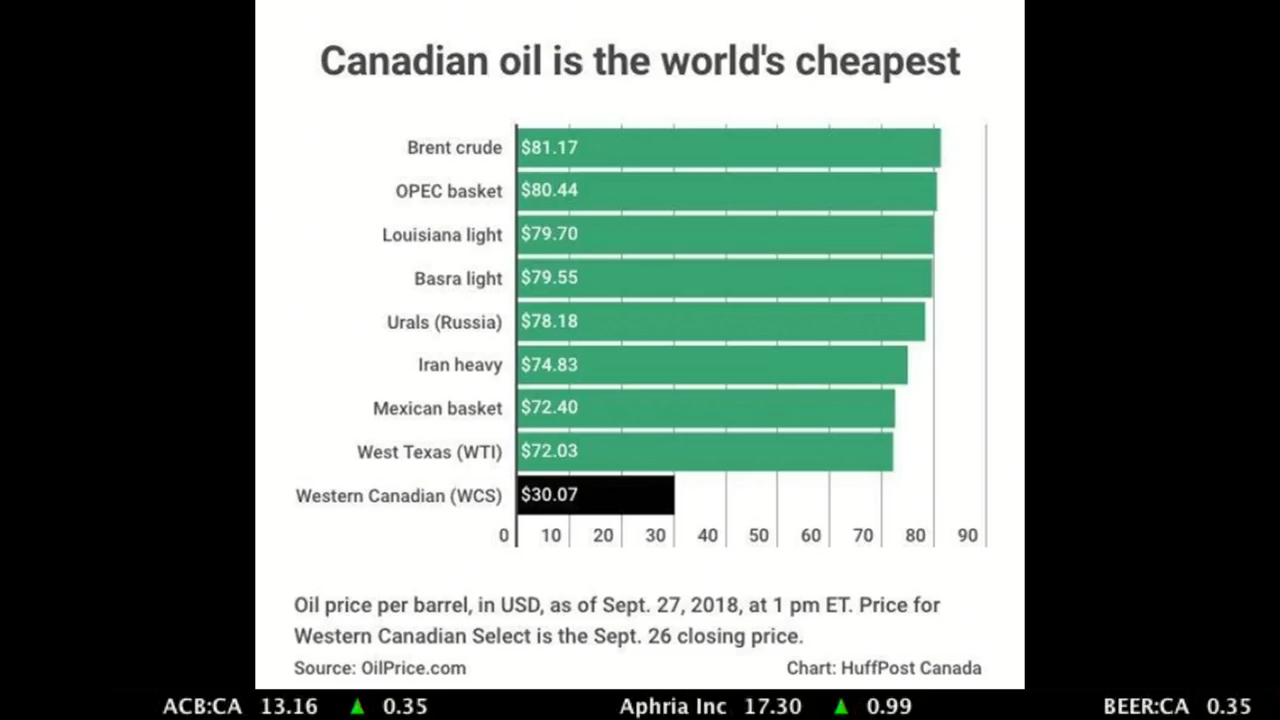 Canadian oil is the world's cheapest
Brent crude $81.17
OPEC basket $80.44
Louisiana light $79.70
Basra light $79.55
Urals (Russia) $78.18
Iran heavy $74.83
Mexican basket $72.40
West Texas (WTI) $72.03
Western Canadian (WCS) $30.07
0 10 20 30 40 50 60 70 80 90
Oil price per barrel, in USD, as of Sept. 27, 2018, at 1 pm ET. Price for
Western Canadian Select is the Sept. 26 closing price.
Source: OilPrice.com Chart: HuffPost Canada
ACB:CA 13.16 ▲ 0.35 Aphria Inc 17.30 ▲ 0.99 BEER:CA 0.35